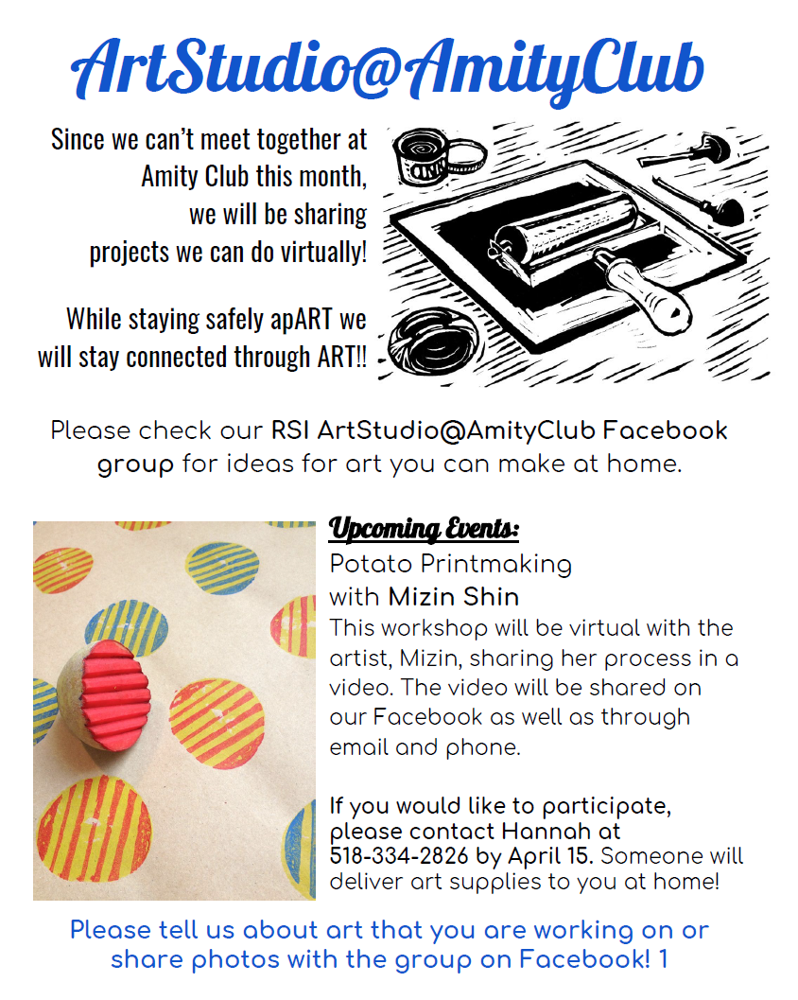 ArtStudio@AmityClub
Since we can't meet together at
Amity Club this month,
we will be sharing
projects we can do virtually!
While staying safely apART we
will stay connected through ART!!
INK
Please check our RSI ArtStudio@AmityClub Facebook
group for ideas for art you can make at home.
Upcoming Events:
Potato Printmaking
with Mizin Shin
This workshop will be virtual with the
artist, Mizin, sharing her process in a
video. The video will be shared on
our Facebook as well as through
email and phone.
If you would like to participate,
please contact Hannah at
518-334-2826 by April 15. Someone will
deliver art supplies to you at home!
Please tell us about art that you are working on or
share photos with the group on Facebook! 1